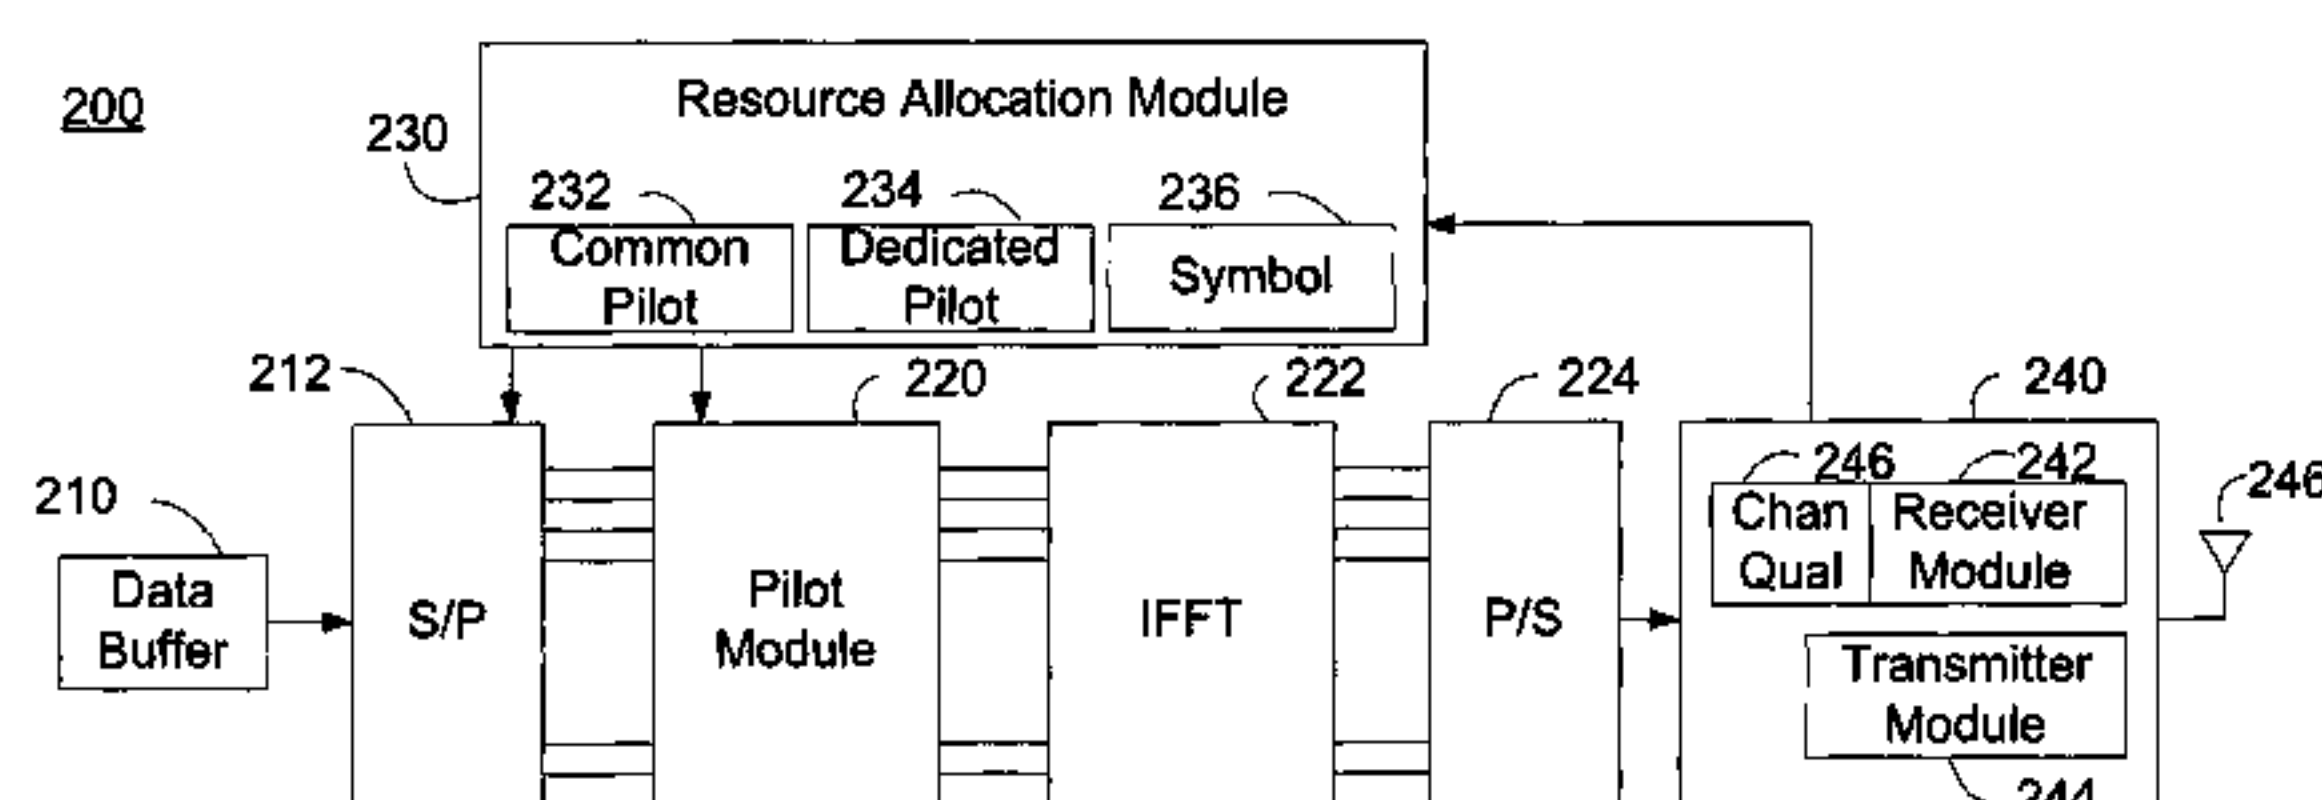 200
Resource Allocation Module
230
232 234 236
Common Pilot
Dedicated Pilot
Symbol
212 220 222 224 240
246 242
246
210
Chan Qual
Receiver Module
Data Buffer
S/P
Pilot Module
IFFT
P/S
Transmitter Module
244